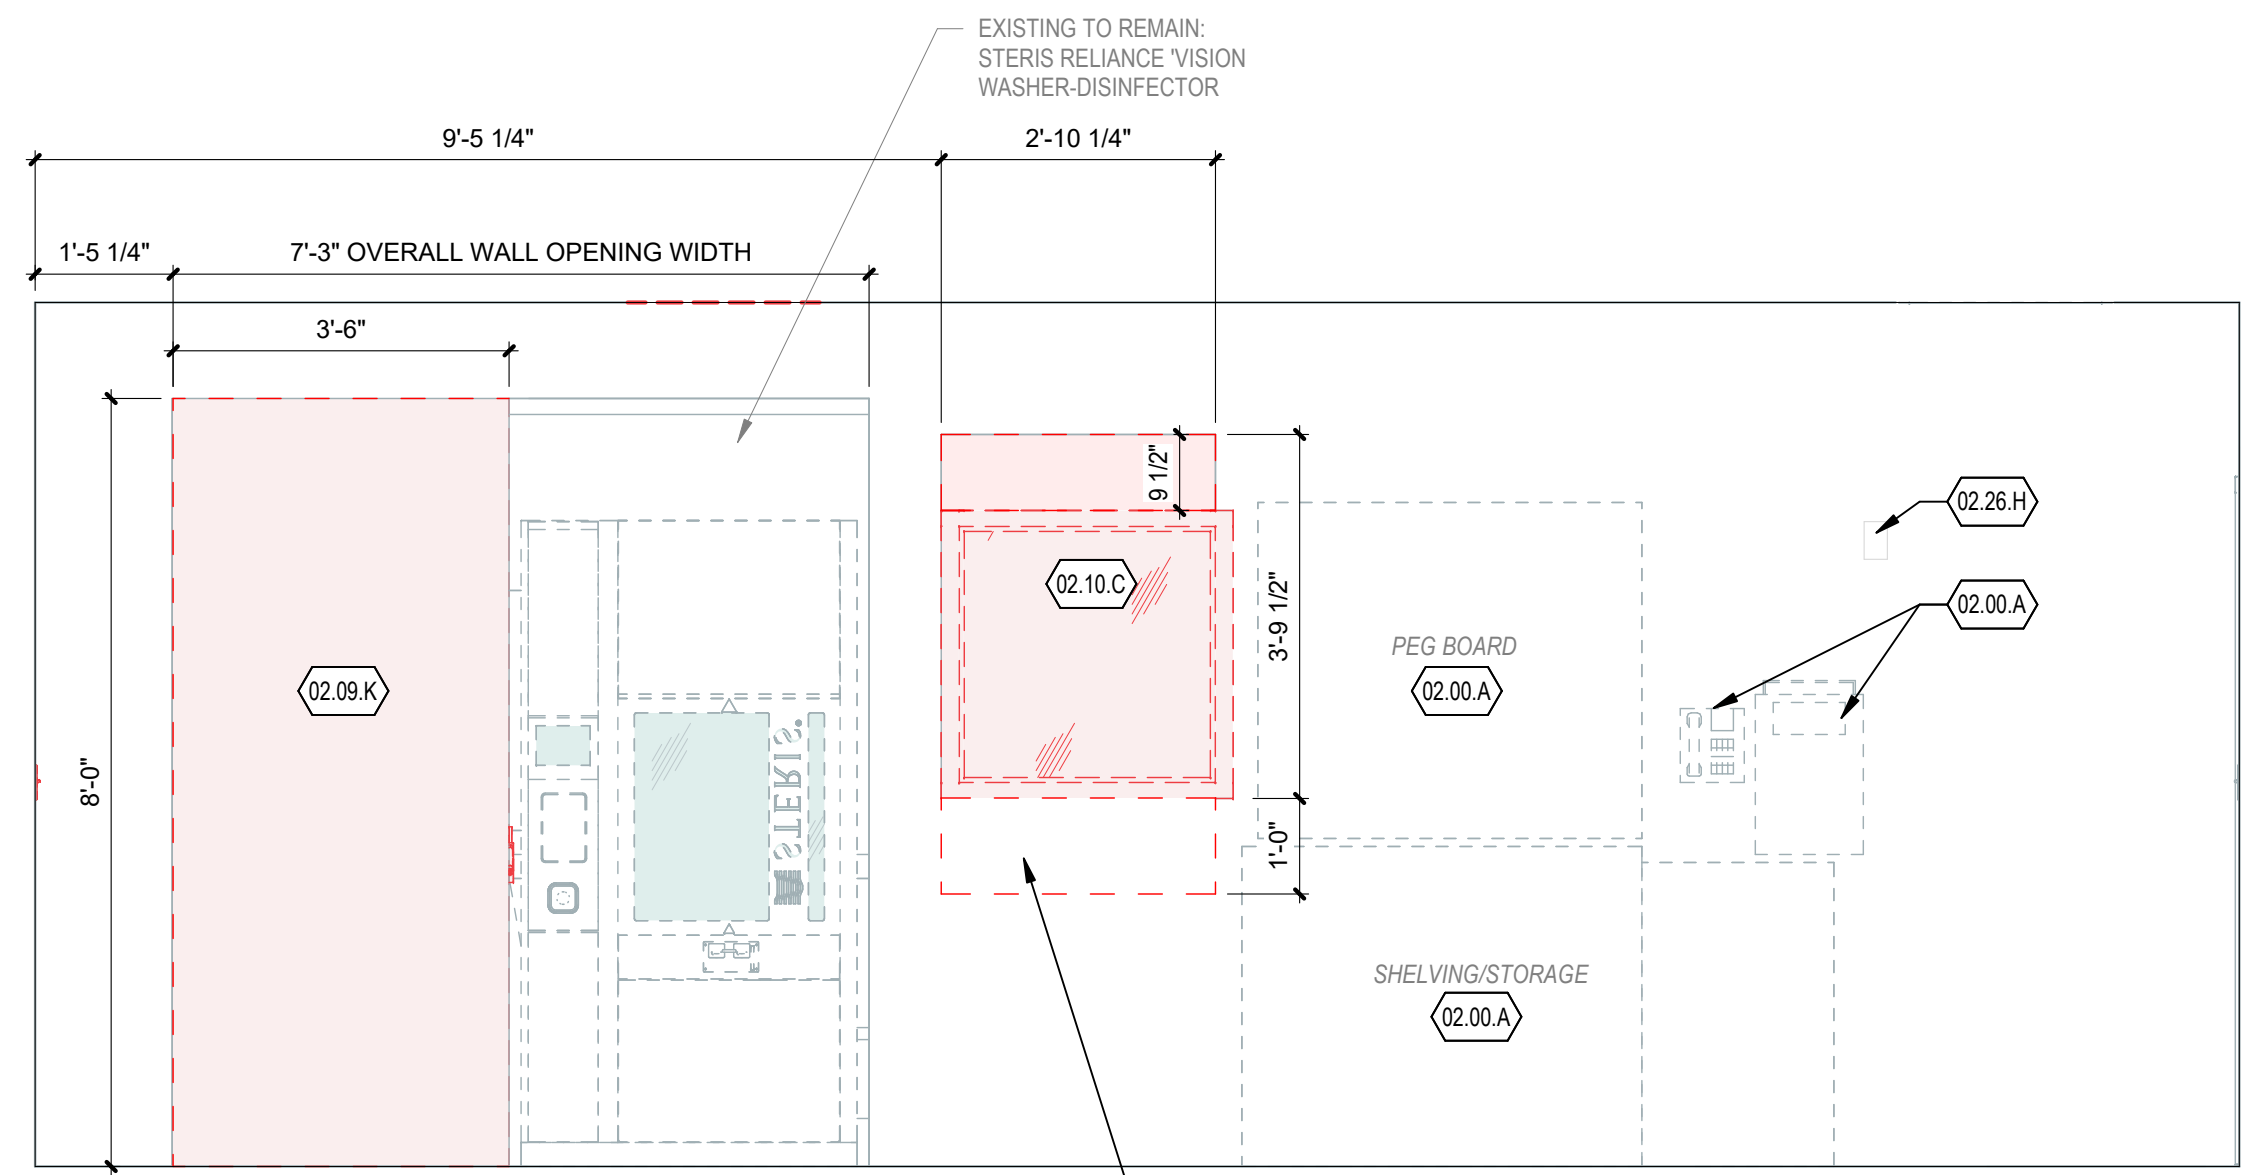 EXISTING TO REMAIN:
STERIS RELIANCE 'VISION
WASHER-DISINFECTOR
9'-5 1/4"
2'-10 1/4"
1'-5 1/4"
7'-3" OVERALL WALL OPENING WIDTH
3'-6"
9 1/2"
02.26.H
02.10.C
3'-9 1/2"
02.00.A
PEG BOARD
02.00.A
02.09.K
8'-0"
STERIS.
1'-0"
SHELVING/STORAGE
02.00.A